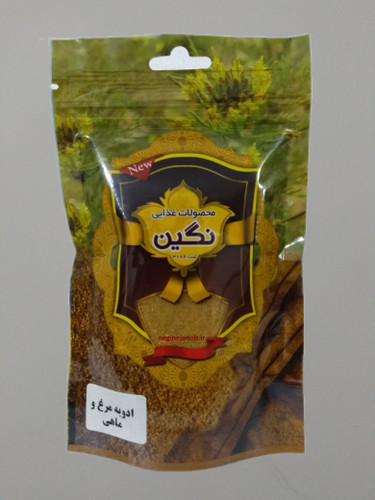 New
محصولات غذایی
نگین
ادویه مرغ و
ماهی